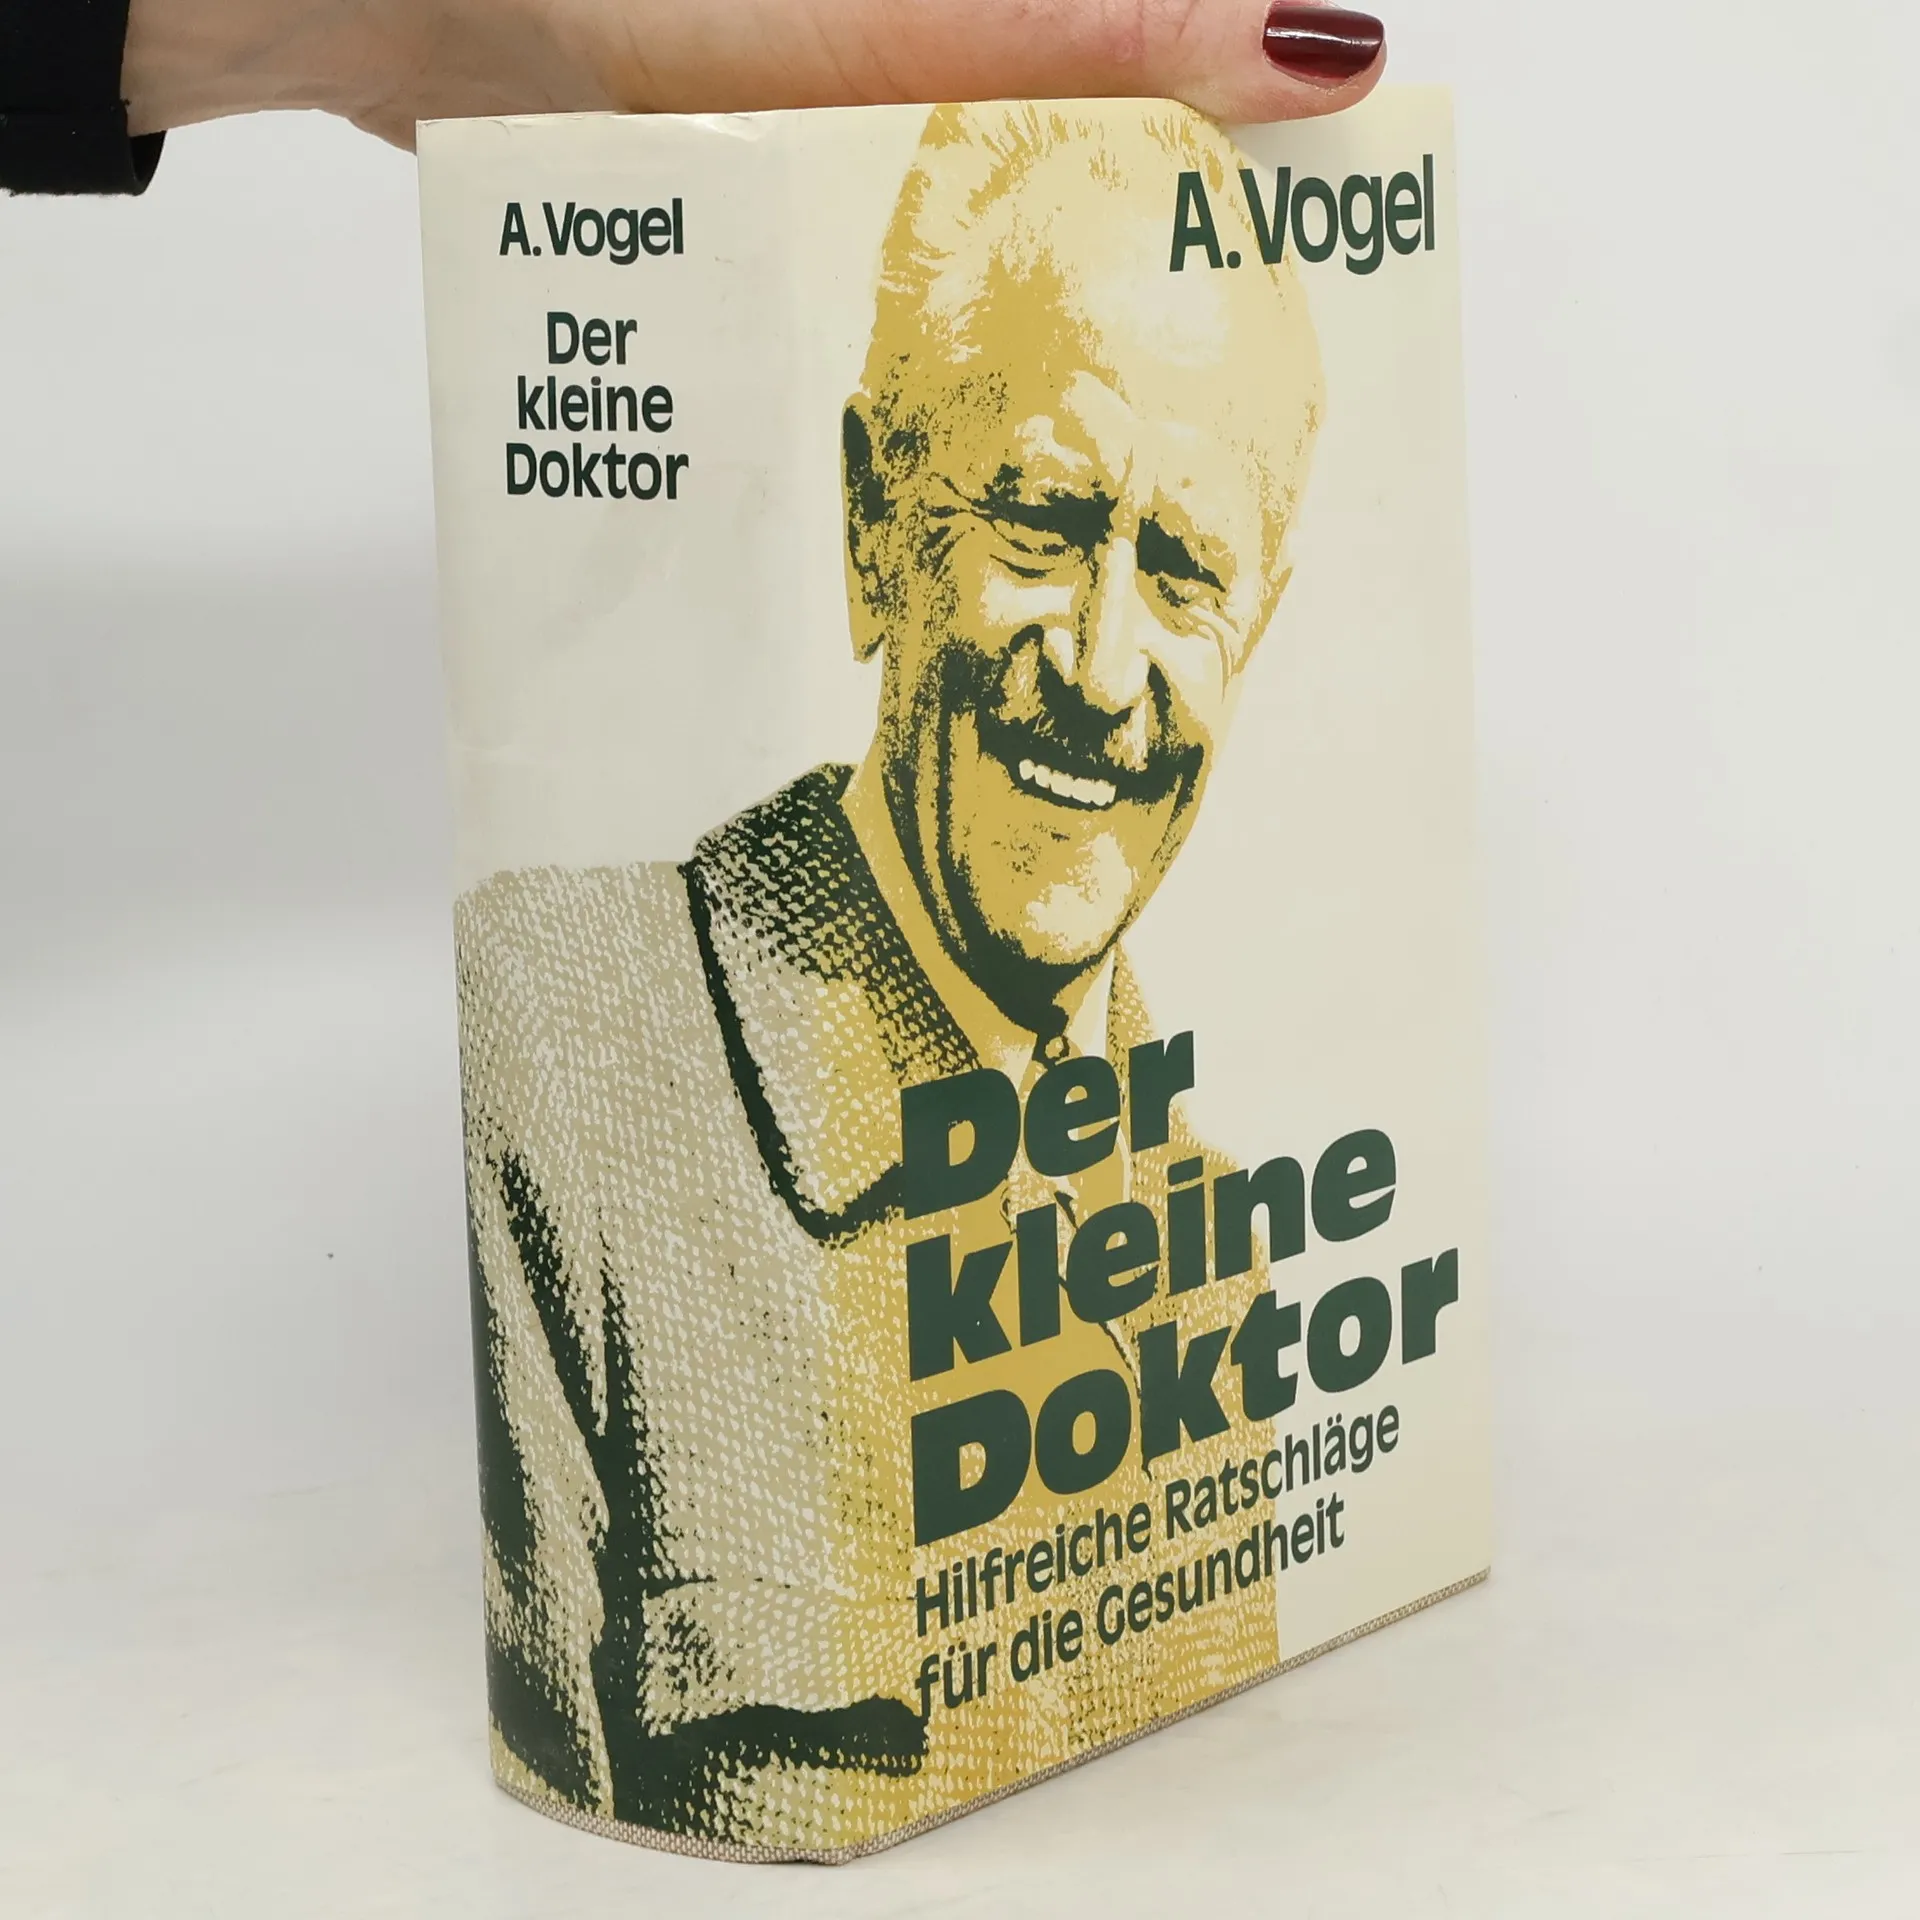 A. Vogel
Der
kleine
Doktor
A. Vogel
Der
kleine
Doktor
Hilfreiche Ratschläge
für die Gesundheit